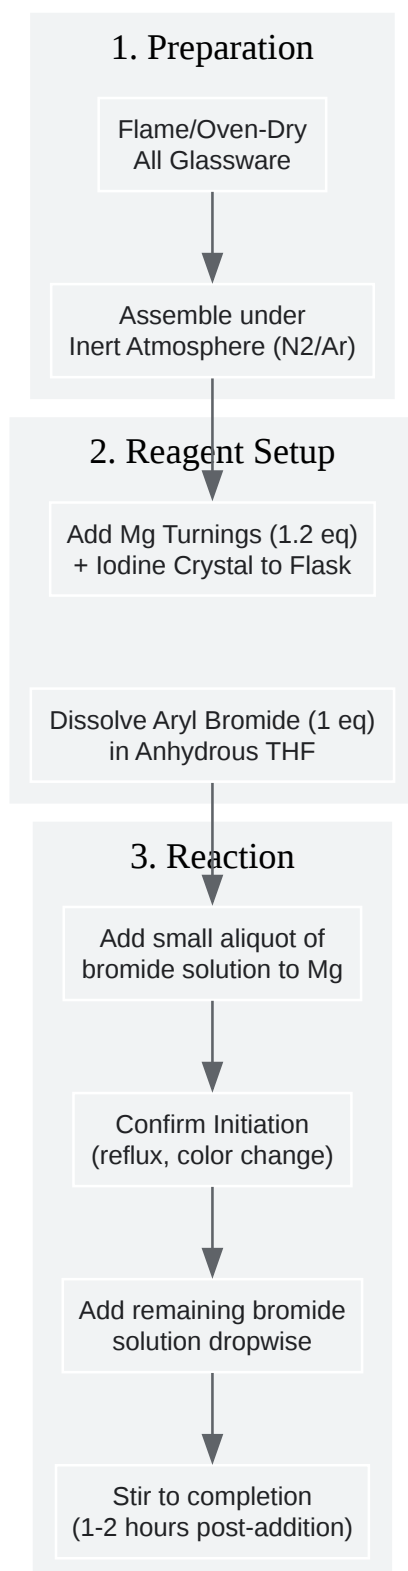 1. Preparation
Flame/Oven-Dry
All Glassware
Assemble under
Inert Atmosphere (N2/Ar)
2. Reagent Setup
Add Mg Turnings (1.2 eq)
+ Iodine Crystal to Flask
Dissolve Aryl Bromide (1 eq)
in Anhydrous THF
3. Reaction
Add small aliquot of
bromide solution to Mg
Confirm Initiation
(reflux, color change)
Add remaining bromide
solution dropwise
Stir to completion
(1-2 hours post-addition)